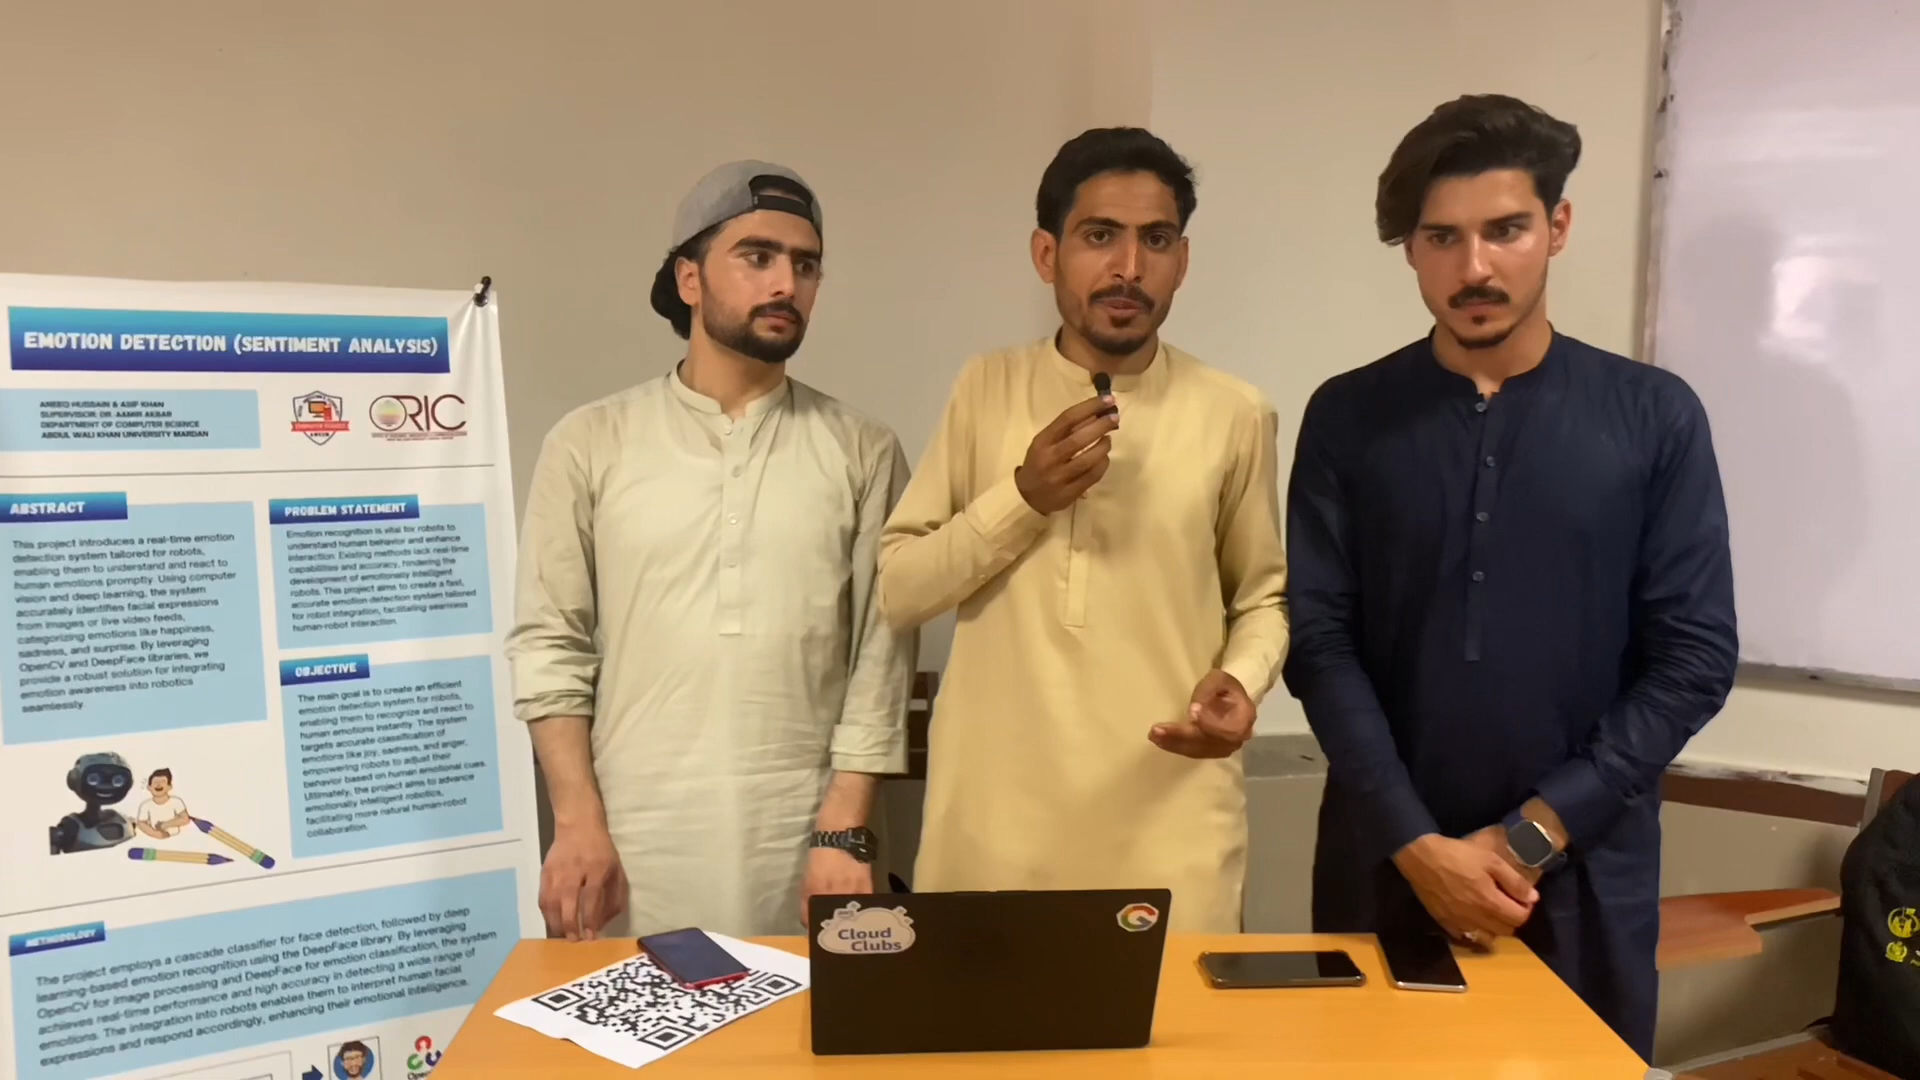 EMOTION DETECTION (SENTIMENT ANALYSIS)
AREEQ HUSSAIN & ASIF KHAN
SUPERVISOR: DR. AAMIR AKBAR
DEPARTMENT OF COMPUTER SCIENCE
ABDUL WALI KHAN UNIVERSITY MARDAN
ORIC
ABSTRACT
This project introduces a real-time emotion
detection system tailored for robots,
enabling them to understand and react to
human emotions promptly. Using computer
vision and deep learning, the system
accurately identifies facial expressions
from images or live video feeds,
categorizing emotions like happiness,
sadness, and surprise. By leveraging
OpenCV and DeepFace libraries, we
provide a robust solution for integrating
emotion awareness into robotics
seamlessly.
PROBLEM STATEMENT
Emotion recognition is vital for robots to
understand human behavior and enhance
interaction. Existing methods lack real-time
capabilities and accuracy, hindering the
development of emotionally intelligent
robots. This project aims to create a fast,
accurate emotion detection system tailored
for robot integration, facilitating seamless
human-robot interaction.
OBJECTIVE
The main goal is to create an efficient
emotion detection system for robots,
enabling them to recognize and react to
human emotions instantly. The system
targets accurate classification of
emotions like joy, sadness, and anger,
empowering robots to adjust their
behavior based on human emotional cues.
Ultimately, the project aims to advance
emotionally intelligent robotics,
facilitating more natural human-robot
collaboration.
METHODOLOGY
The project employs a cascade classifier for face detection, followed by deep
learning-based emotion recognition using the DeepFace library. By leveraging
OpenCV for image processing and DeepFace for emotion classification, the system
achieves real-time performance and high accuracy in detecting a wide range of
emotions. The integration into robots enables them to interpret human facial
expressions and respond accordingly, enhancing their emotional intelligence.
Cloud
Clubs